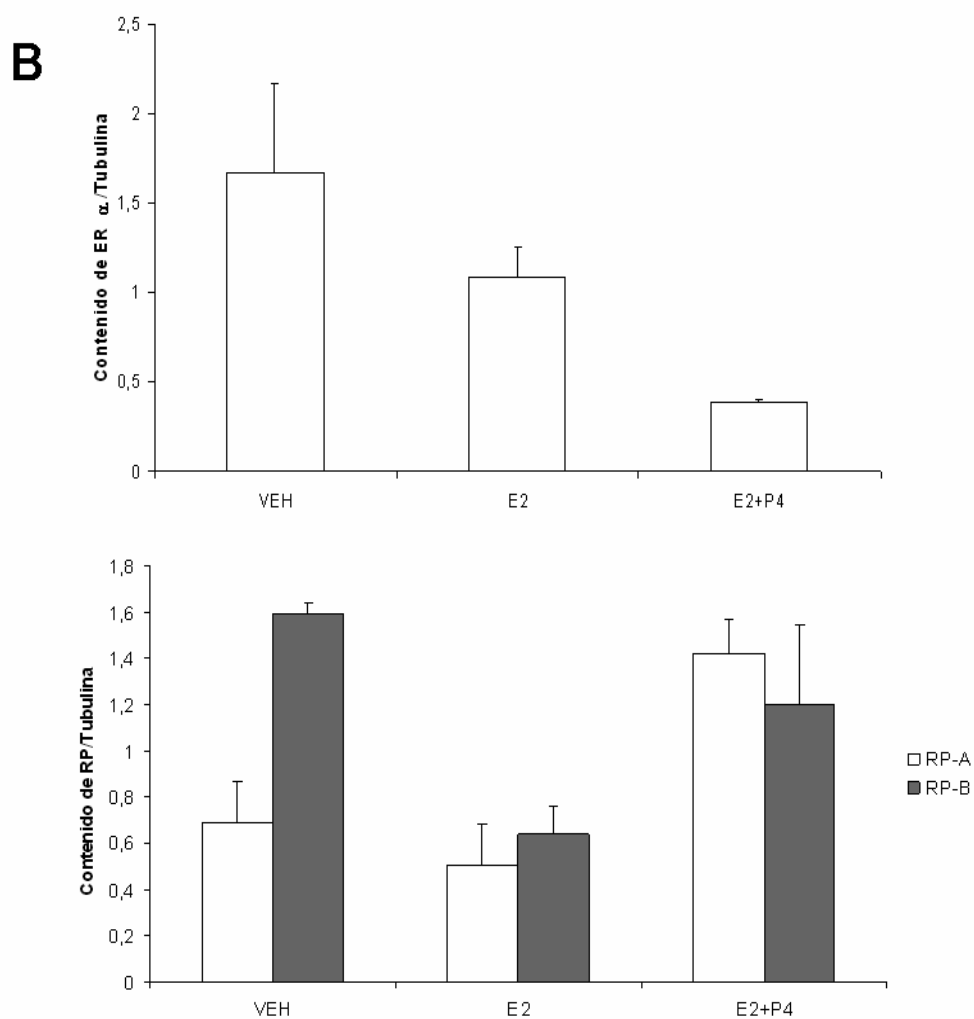 B
Contenido de ER α /Tubulina
2,5
2
1,5
1
0,5
0
VEH E2 E2+P4
Contenido de RP/Tubulina
1,8
1,6
1,4
1,2
1
0,8
0,6
0,4
0,2
0
VEH E2 E2+P4
RP-A
RP-B